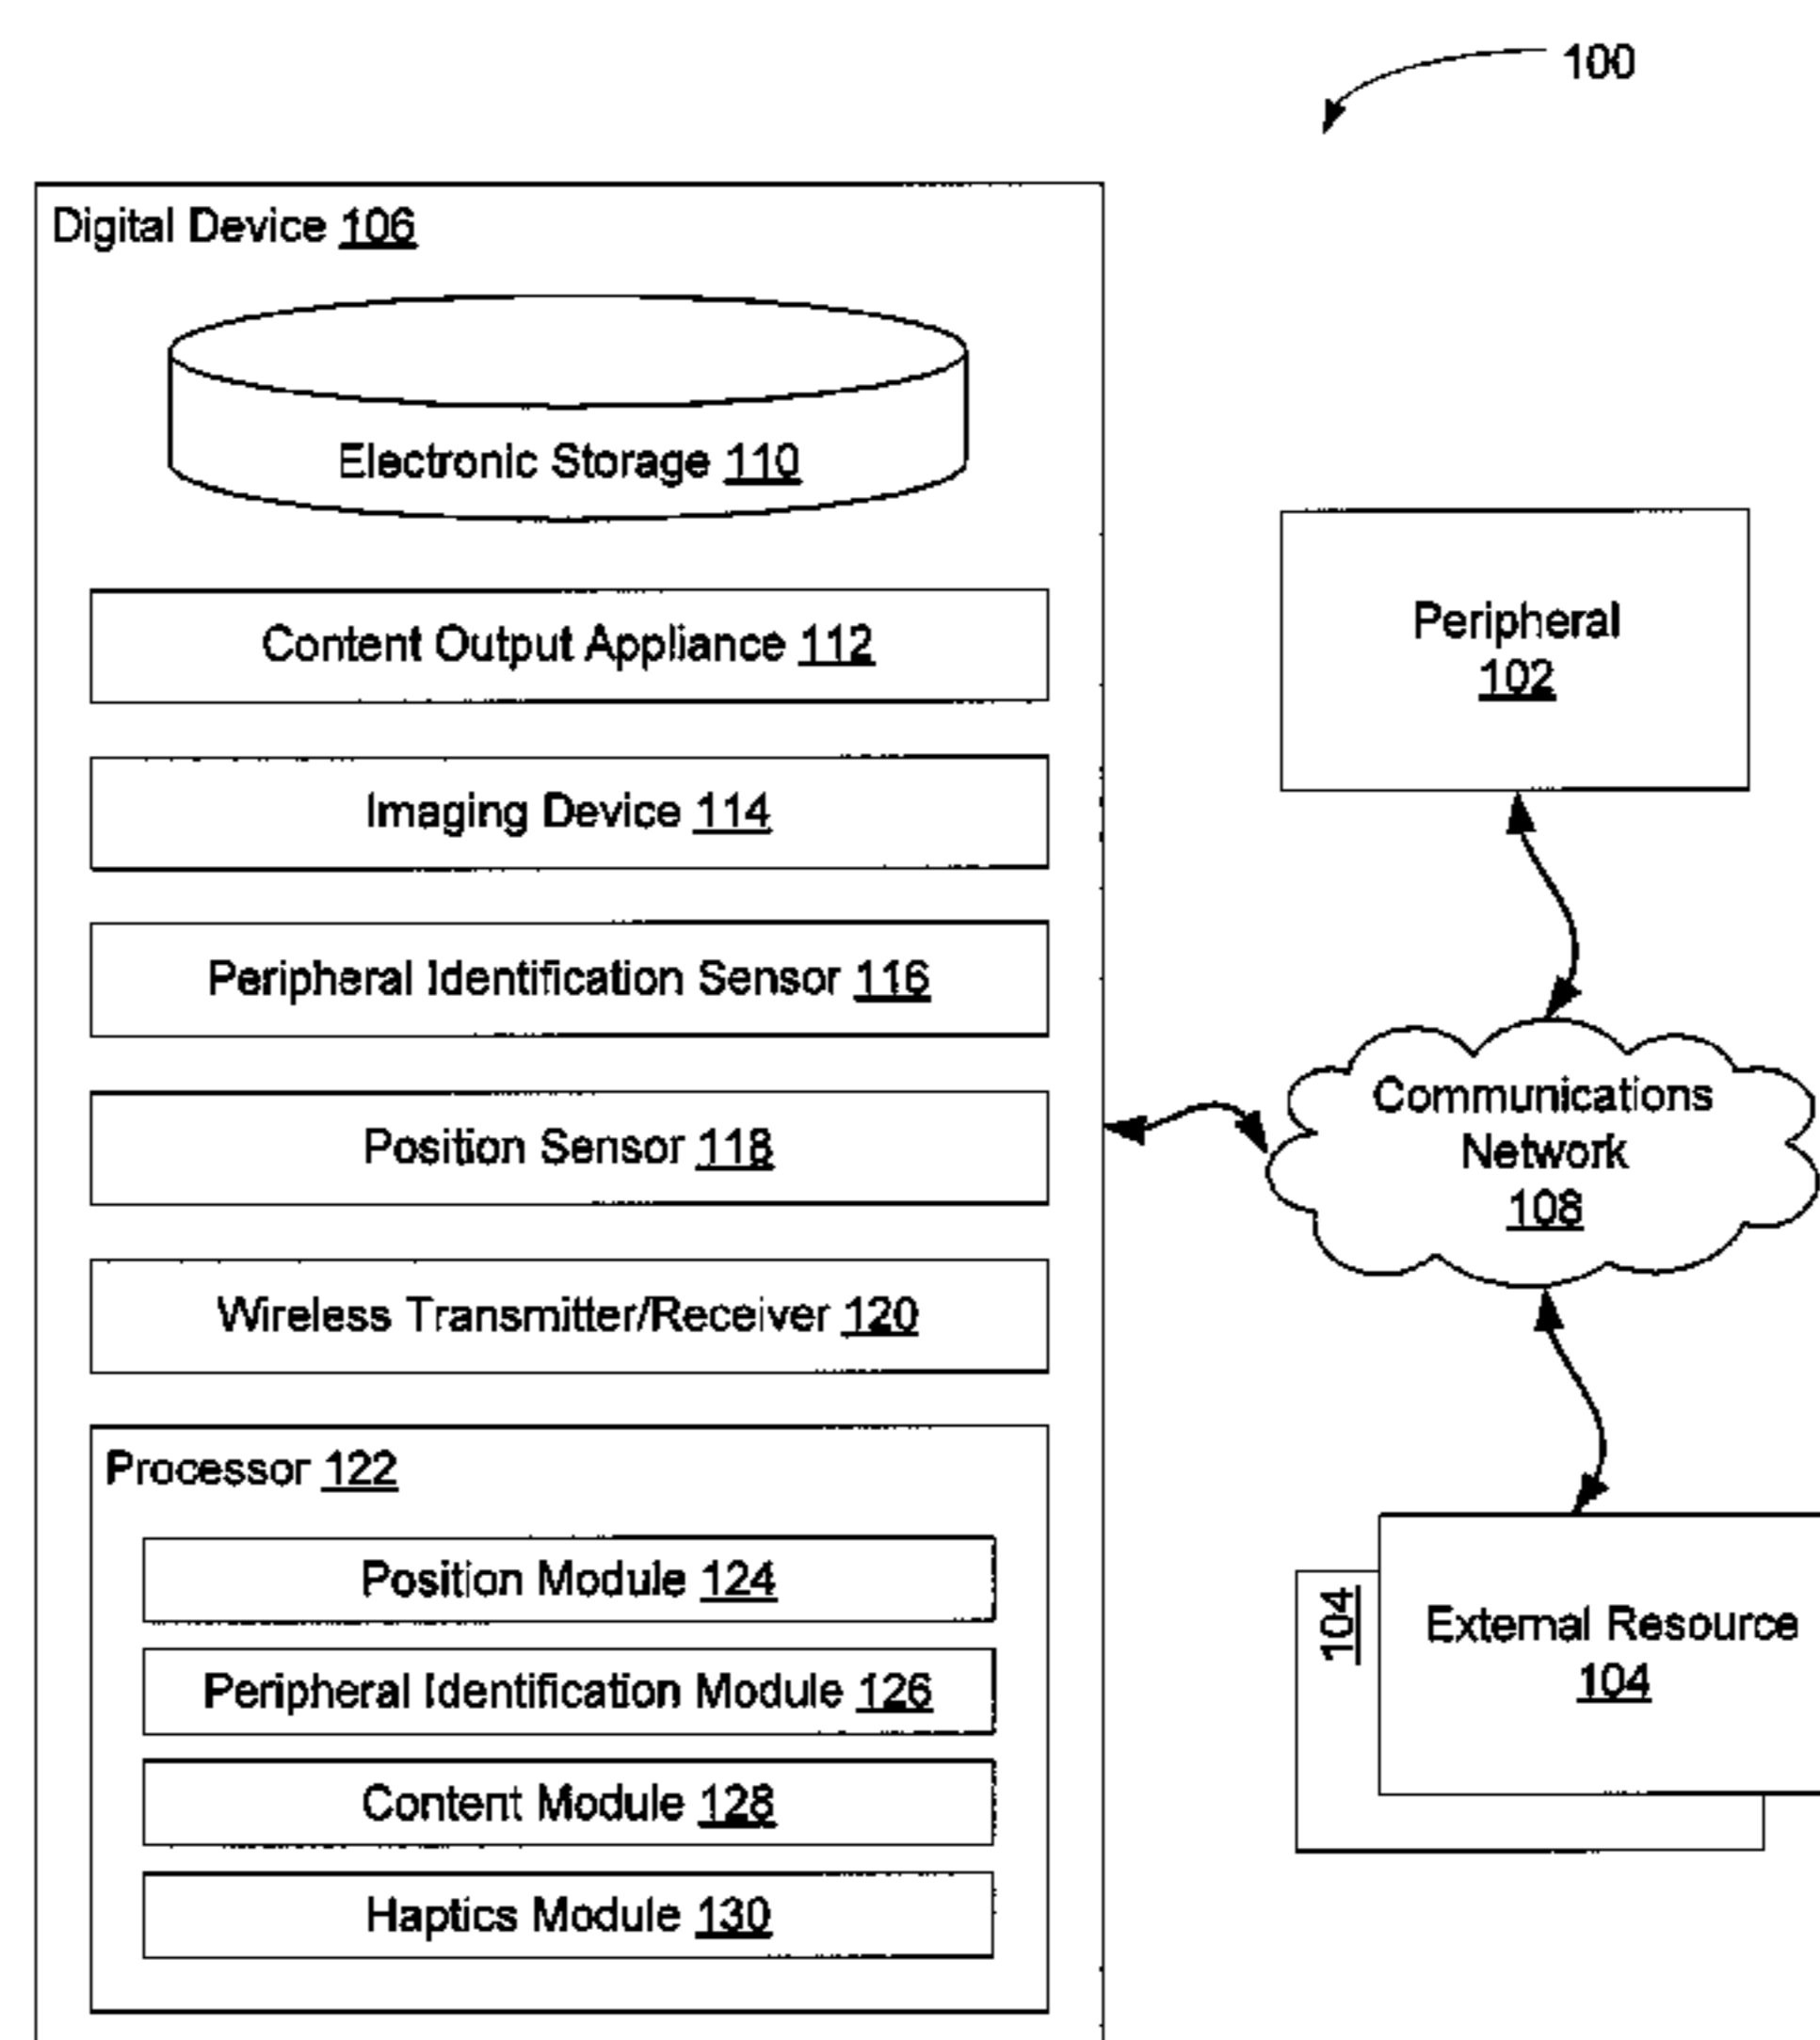 100
Digital Device 106
Electronic Storage 110
Content Output Appliance 112
Imaging Device 114
Peripheral Identification Sensor 116
Position Sensor 118
Wireless Transmitter/Receiver 120
Processor 122
Position Module 124
Peripheral Identification Module 126
Content Module 128
Haptics Module 130
Peripheral
102
Communications
Network
108
104
External Resource
104